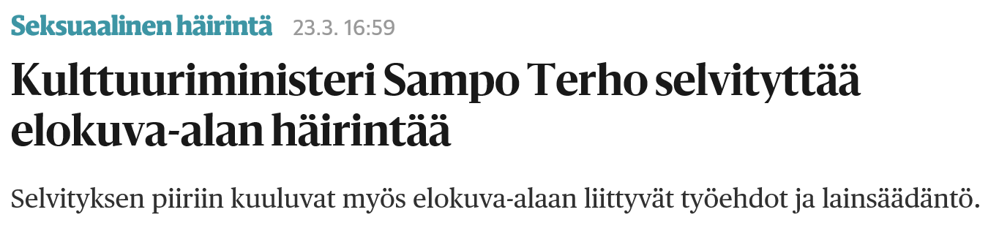 Seksuaalinen häirintä 23.3. 16:59
Kulttuuriministeri Sampo Terho selvityttää
elokuva-alan häirintää
Selvityksen piiriin kuuluvat myös elokuva-alaan liittyvät työehdot ja lainsäädäntö.